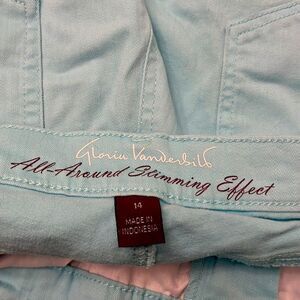 Gloria Vanderbilt
All-Around Slimming Effect
14
MADE IN
INDONESIA